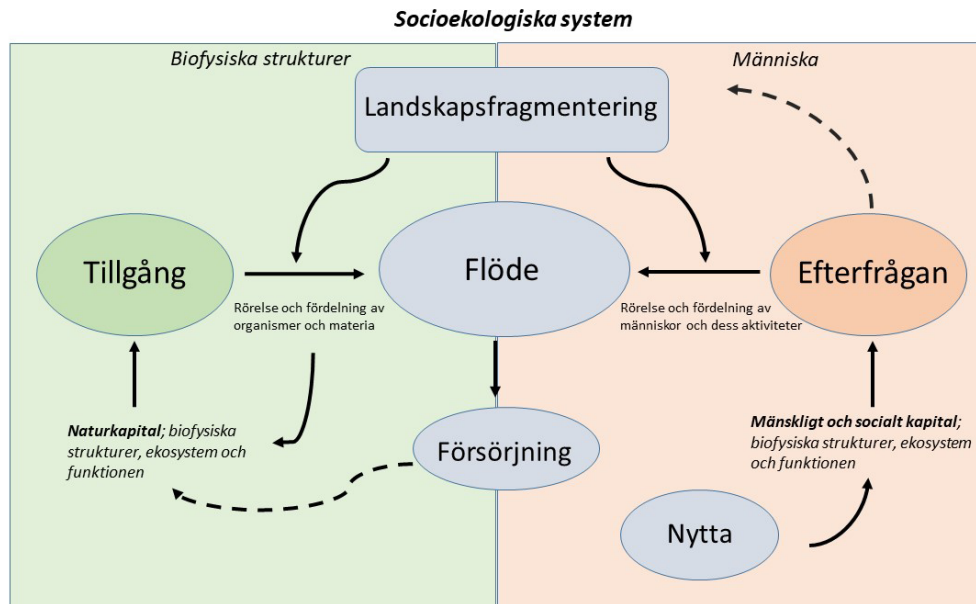 Socioekologiska system
Biofysiska strukturer
Människa
Landskapsfragmentering
Tillgång
Flöde
Efterfrågan
Rörelse och fördelning av
organismer och materia
Rörelse och fördelning av
människor och dess aktiviteter
Naturkapital; biofysiska
strukturer, ekosystem och
funktionen
Försörjning
Mänskligt och socialt kapital;
biofysiska strukturer, ekosystem
och funktionen
Nytta